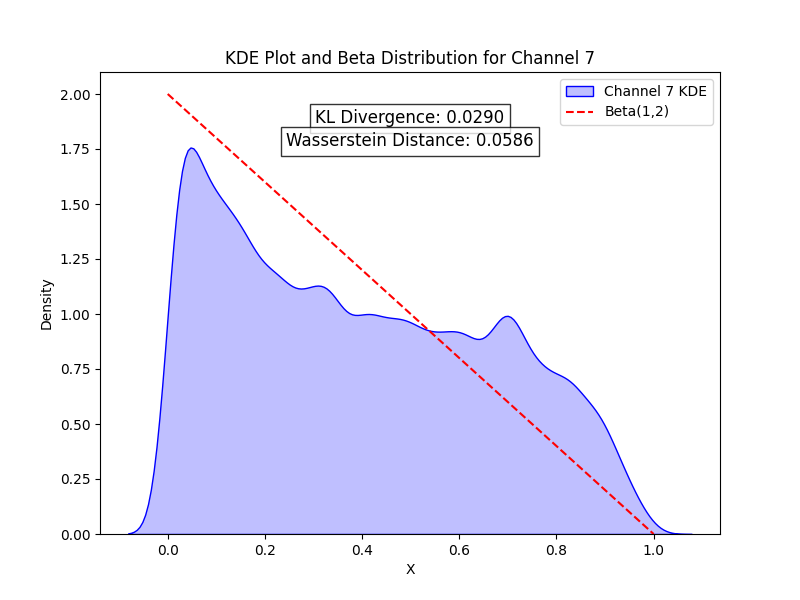 KDE Plot and Beta Distribution for Channel 7
KL Divergence: 0.0290
Wasserstein Distance: 0.0586
Channel 7 KDE
Beta(1,2)
Density
2.00
1.75
1.50
1.25
1.00
0.75
0.50
0.25
0.00
0.0 0.2 0.4 0.6 0.8 1.0
X